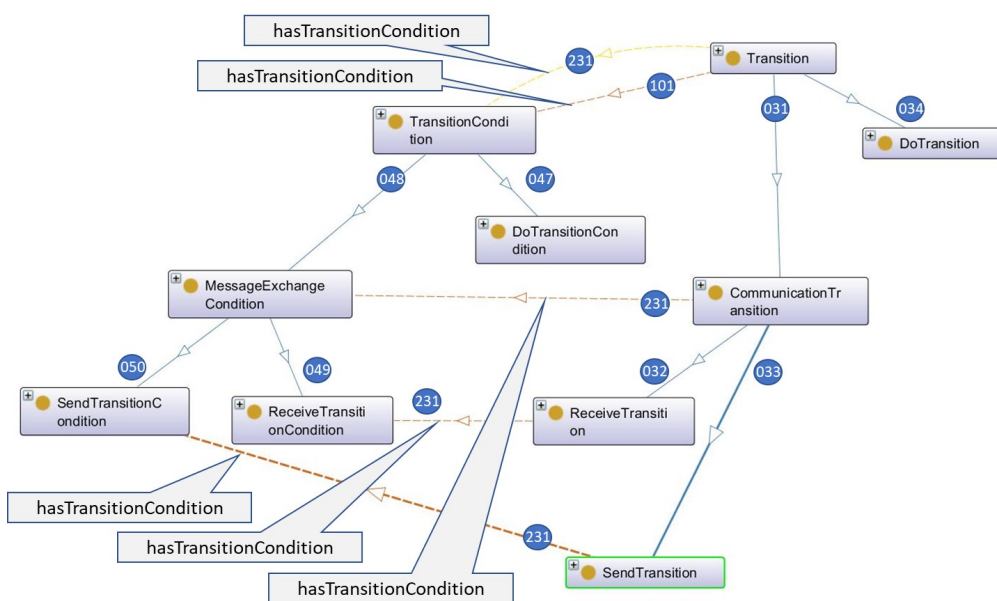 hasTransitionCondition
231
Transition
hasTransitionCondition
101
031
034
TransitionCondi
tion
DoTransition
048
047
DoTransitionCon
dition
MessageExchange
Condition
231
CommunicationTr
ansition
050
049
032
033
SendTransitionC
ondition
ReceiveTransiti
onCondition
231
ReceiveTransiti
on
hasTransitionCondition
hasTransitionCondition
231
SendTransition
hasTransitionCondition